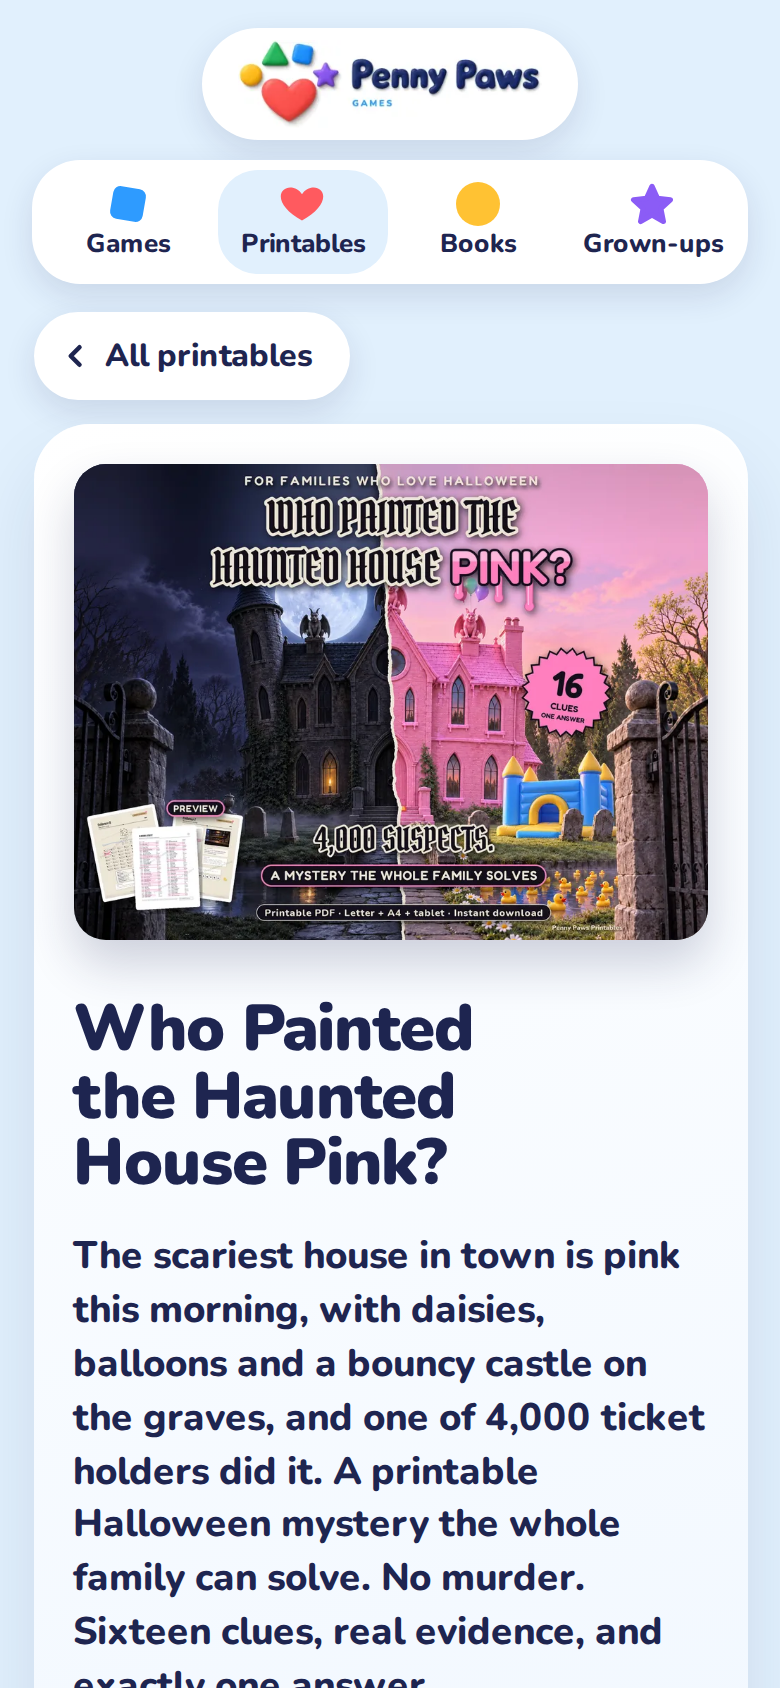 Penny Paws
GAMES
Games
Printables
Books
Grown-ups
All printables
FOR FAMILIES WHO LOVE HALLOWEEN
WHO PAINTED THE
HAUNTED HOUSE PINK?
16
CLUES
ONE ANSWER
PREVIEW
4,000 SUSPECTS.
A MYSTERY THE WHOLE FAMILY SOLVES
Printable PDF · Letter + A4 + tablet · Instant download
Penny Paws Printables
Who Painted
the Haunted
House Pink?
The scariest house in town is pink
this morning, with daisies,
balloons and a bouncy castle on
the graves, and one of 4,000 ticket
holders did it. A printable
Halloween mystery the whole
family can solve. No murder.
Sixteen clues, real evidence, and
exactly one answer